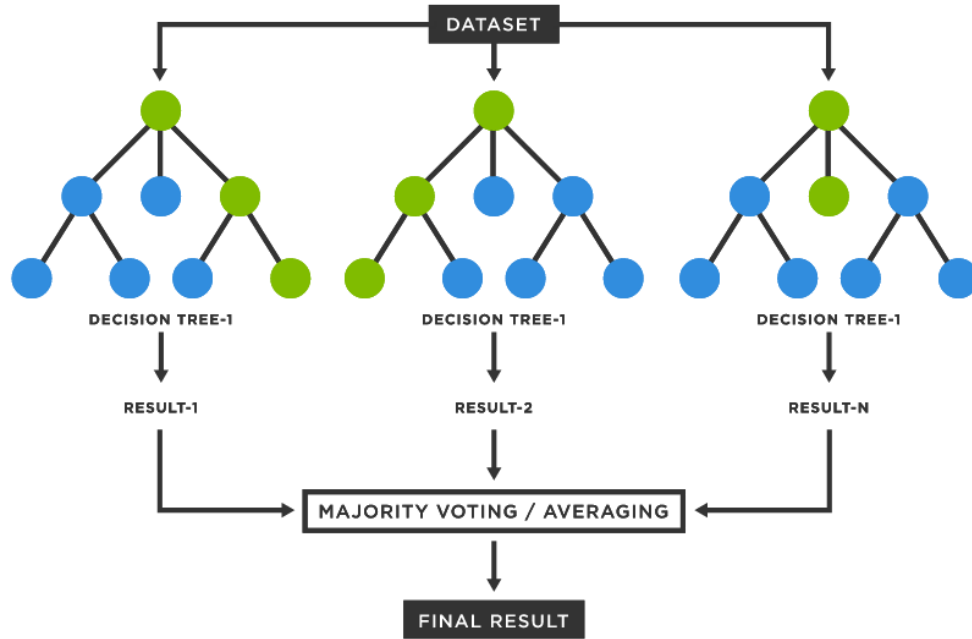 DATASET
DECISION TREE-1
DECISION TREE-1
DECISION TREE-1
RESULT-1
RESULT-2
RESULT-N
MAJORITY VOTING / AVERAGING
FINAL RESULT